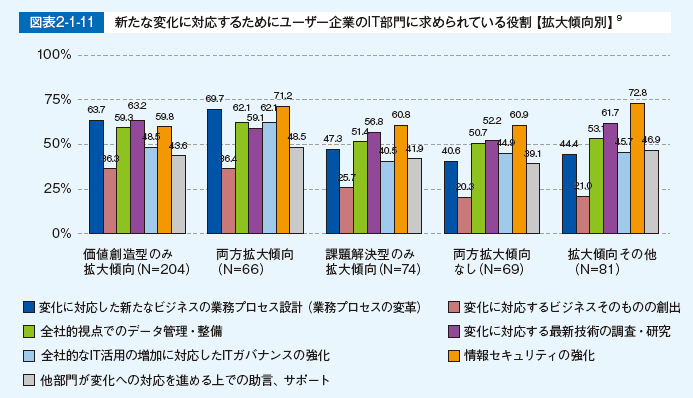 図表2-1-11 新たな変化に対応するためにユーザー企業のIT部門に求められている役割【拡大傾向別】9
100%
75%
50%
25%
0%
63.7 36.3 59.3 63.2 48.5 59.8 43.6
69.7 36.4 62.1 59.1 62.1 71.2 48.5
47.3 25.7 51.4 56.8 40.5 60.8 41.9
40.6 20.3 50.7 52.2 44.9 60.9 39.1
44.4 21.0 53.1 61.7 45.7 72.8 46.9
価値創造型のみ
拡大傾向(N=204)
両方拡大傾向
(N=66)
課題解決型のみ
拡大傾向(N=74)
両方拡大傾向
なし(N=69)
拡大傾向その他
(N=81)
変化に対応した新たなビジネスの業務プロセス設計(業務プロセスの変革)
変化に対応するビジネスそのものの創出
全社的視点でのデータ管理・整備
変化に対応する最新技術の調査・研究
全社的なIT活用の増加に対応したITガバナンスの強化
情報セキュリティの強化
他部門が変化への対応を進める上での助言、サポート